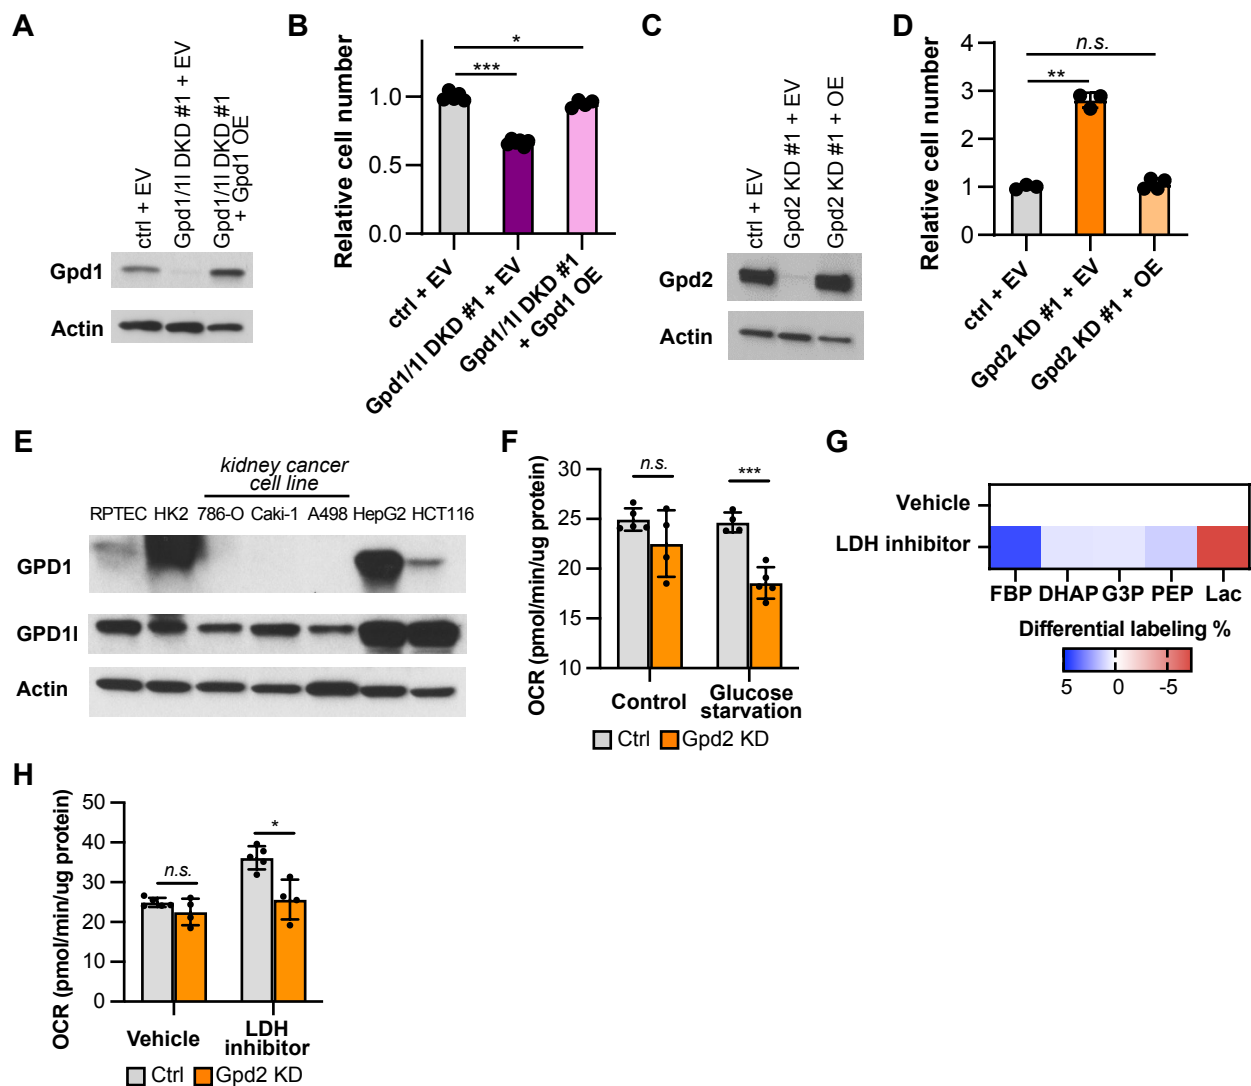 A
ctrl + EV
Gpd1/1l DKD #1 + EV
Gpd1/1l DKD #1
+ Gpd1 OE
Gpd1
Actin
B
Relative cell number
1.0
0.5
0.0
*
***
ctrl + EV
Gpd1/1l DKD #1 + EV
Gpd1/1l DKD #1
+ Gpd1 OE
C
ctrl + EV
Gpd2 KD #1 + EV
Gpd2 KD #1 + OE
Gpd2
Actin
D
Relative cell number
4
3
2
1
0
n.s.
**
ctrl + EV
Gpd2 KD #1 + EV
Gpd2 KD #1 + OE
E
kidney cancer
cell line
RPTEC HK2 786-O Caki-1 A498 HepG2 HCT116
GPD1
GPD1l
Actin
F
OCR (pmol/min/ug protein)
30
25
20
15
10
n.s.
***
Control
Glucose
starvation
Ctrl Gpd2 KD
G
Vehicle
LDH inhibitor
FBP DHAP G3P PEP Lac
Differential labeling %
5 0 -5
H
OCR (pmol/min/ug protein)
50
40
30
20
10
0
n.s.
*
Vehicle
LDH
inhibitor
Ctrl Gpd2 KD